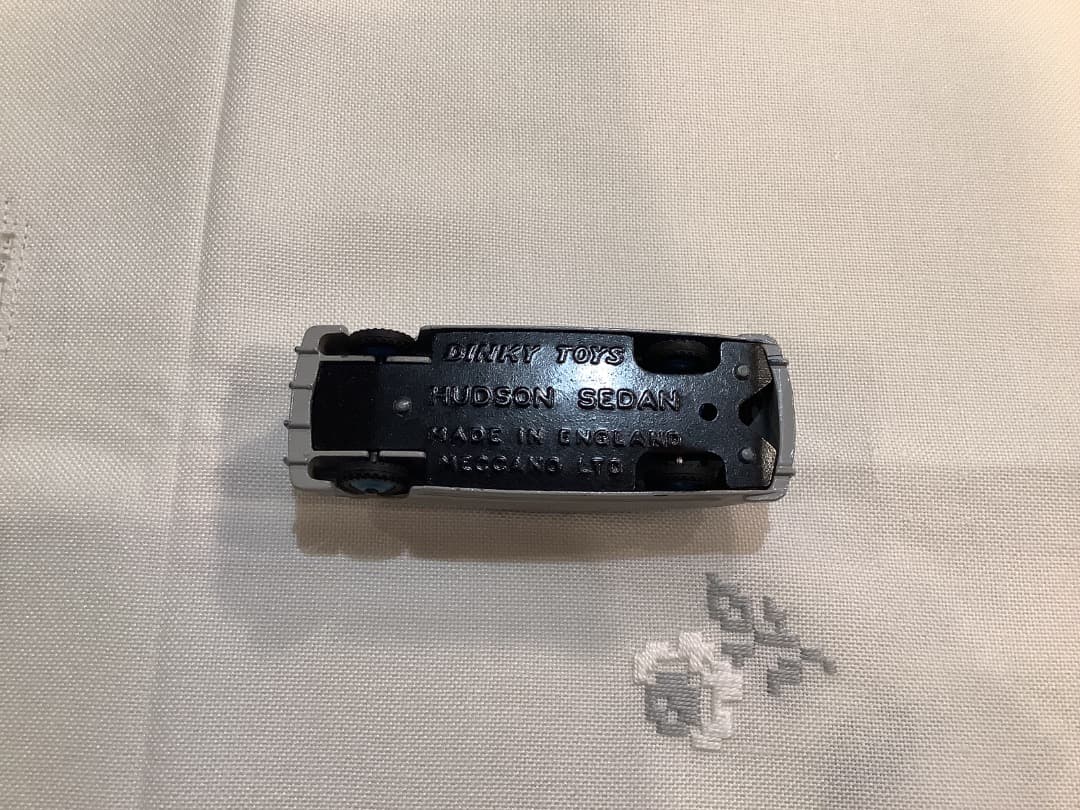 DINKY TOYS
HUDSON SEDAN
MADE IN ENGLAND
MECCANO LTD